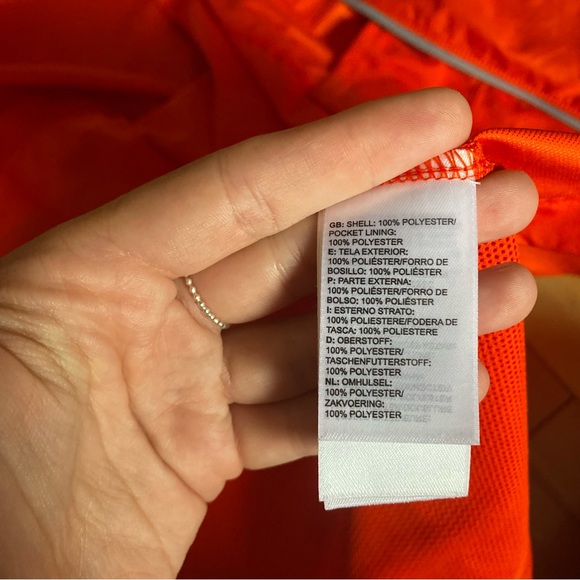 GB: SHELL: 100% POLYESTER/
POCKET LINING:
100% POLYESTER
E: TELA EXTERIOR:
100% POLIÉSTER/FORRO DE
BOSILLO: 100% POLIÉSTER
P: PARTE EXTERNA:
100% POLIÉSTER/FORRO DE
BOLSO: 100% POLIÉSTER
I: ESTERNO STRATO:
100% POLIESTERE/FODERA DE
TASCA: 100% POLIESTERE
D: OBERSTOFF:
100% POLYESTER/
TASCHENFUTTERSTOFF:
100% POLYESTER
NL: OMHULSEL:
100% POLYESTER/
ZAKVOERING:
100% POLYESTER